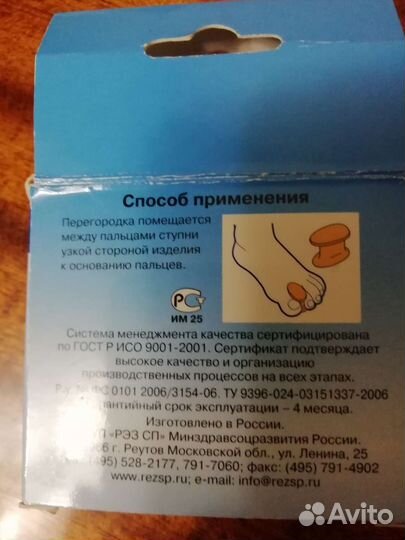 Способ применения
Перегородка помещается
между пальцами ступни
узкой стороной изделия
к основанию пальцев.
РСТ
ИМ 25
Система менеджмента качества сертифицирована
по ГОСТ Р ИСО 9001-2001. Сертификат подтверждает
высокое качество и организацию
производственных процессов на всех этапах.
Р.у. № ФС 0101 2006/3154-06. ТУ 9396-024-03151337-2006
срок эксплуатации – 4 месяца.
Изготовлено в России.
«РЭЗ СП» Минздравсоцразвития России.
г. Реутов Московской обл., ул. Ленина, 25
(495) 528-2177, 791-7060; факс: (495) 791-4902
www.rezsp.ru; e-mail: info@rezsp.ru
Avito